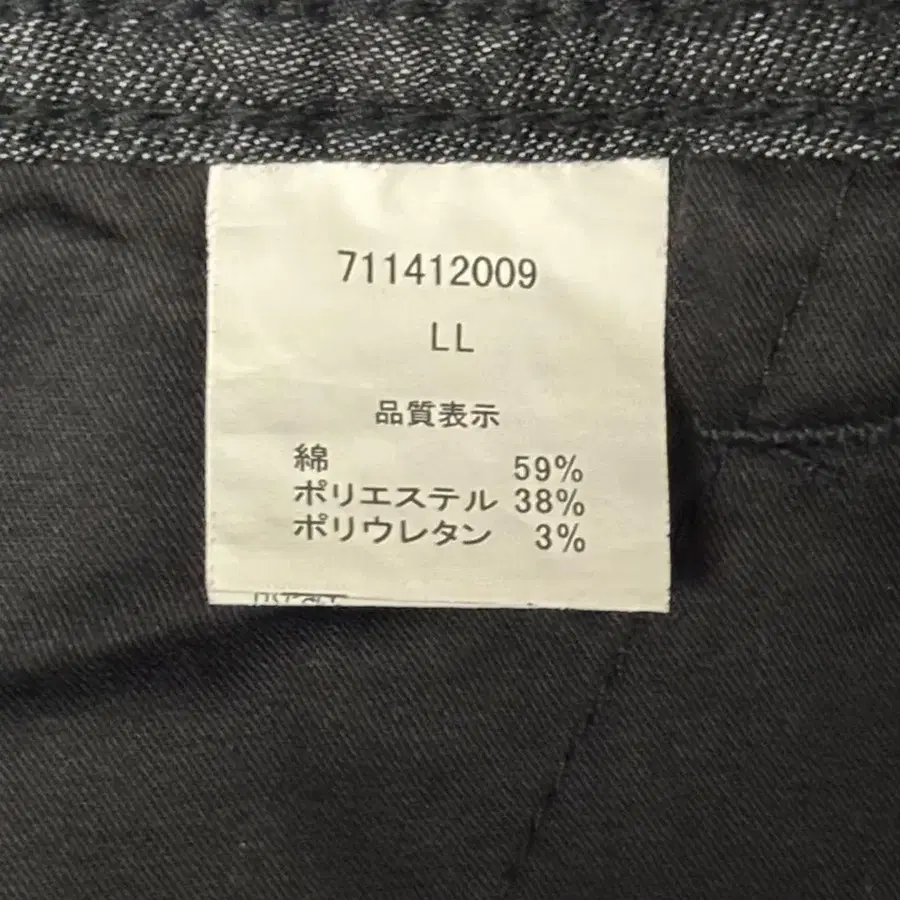 711412009
LL
品質表示
綿 59%
ポリエステル 38%
ポリウレタン 3%